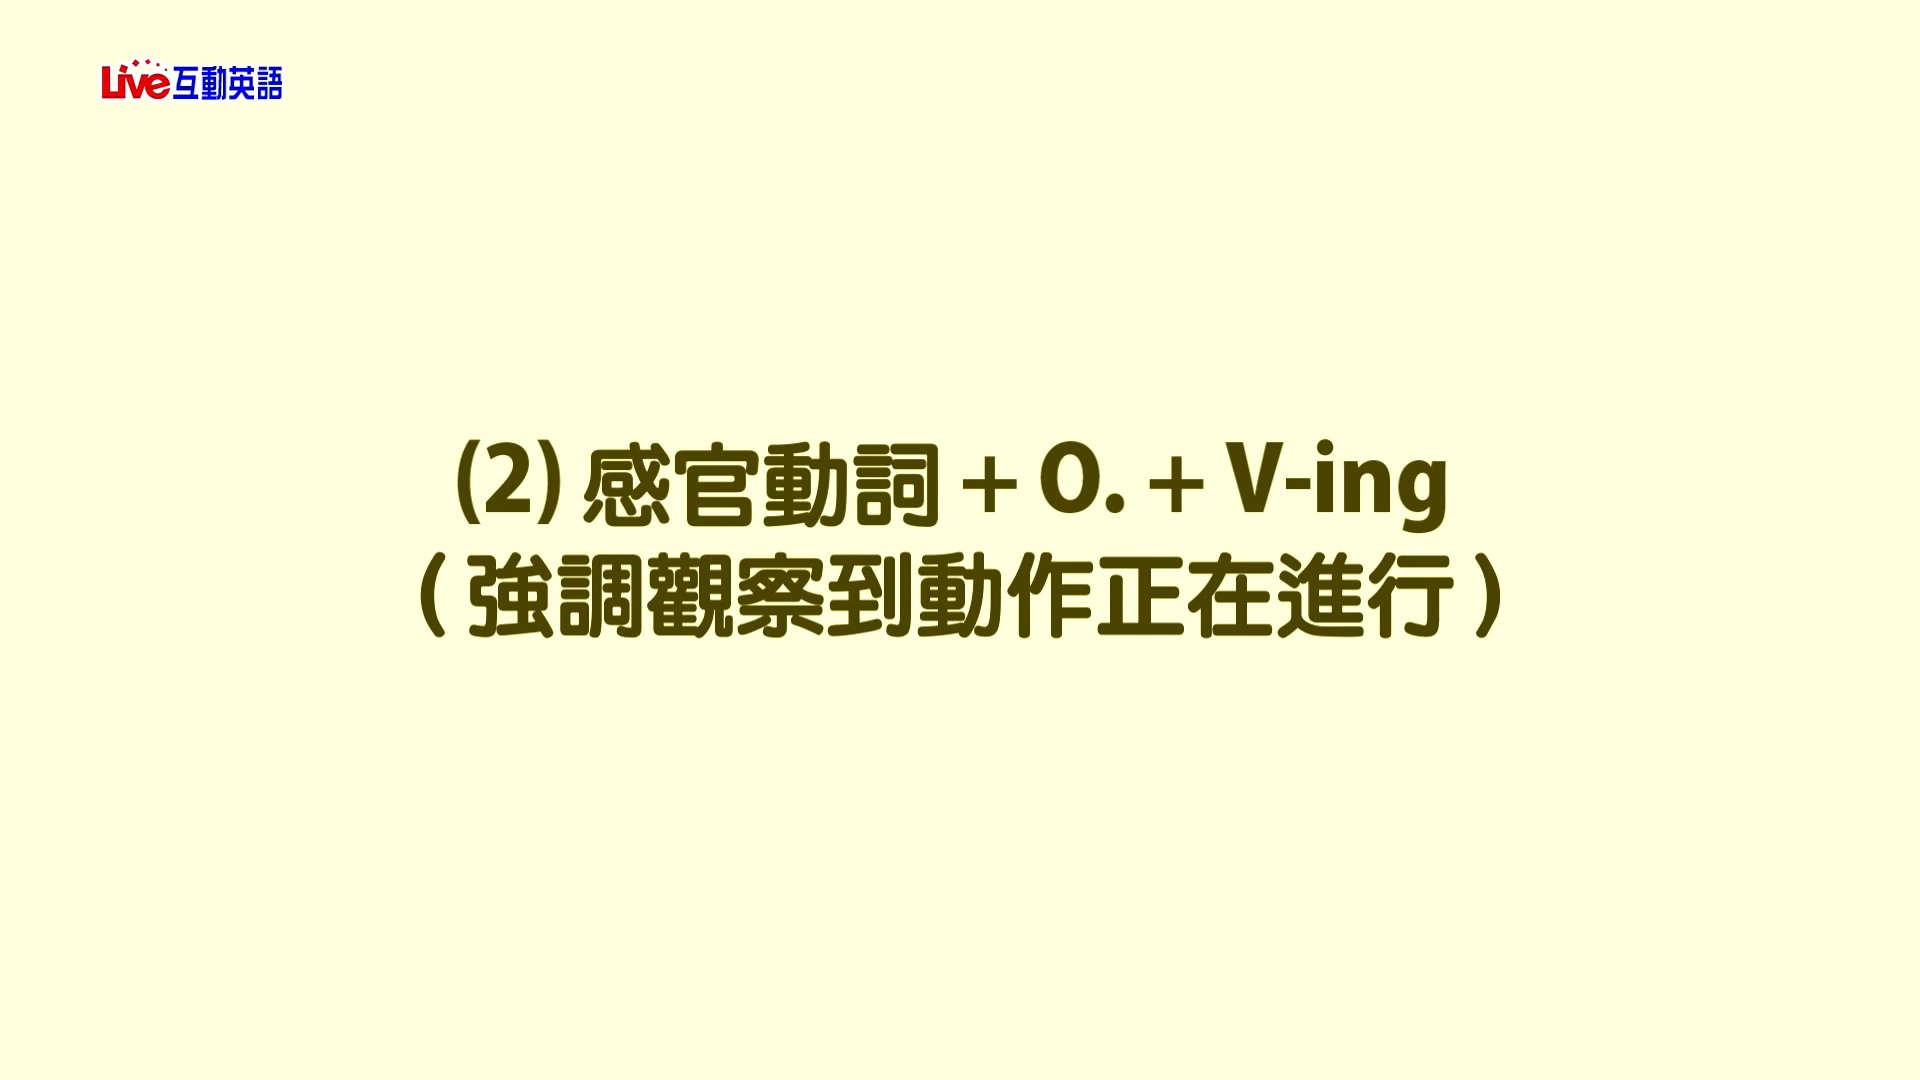 Live互動英語
(2) 感官動詞 + O. + V-ing
( 強調觀察到動作正在進行 )